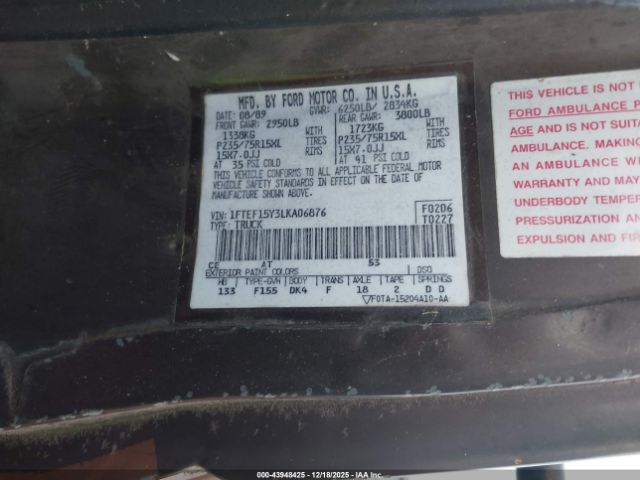 MFD. BY FORD MOTOR CO. IN U.S.A.
DATE: 08/89 GVWR: 6250LB/ 2834KG
FRONT GAWR: 2950LB REAR GAWR: 3800LB
1338KG WITH 1723KG WITH
P235/75R15XL TIRES P235/75R15XL TIRES
15X7.0JJ RIMS 15X7.0JJ RIMS
AT 35 PSI COLD AT 41 PSI COLD
THIS VEHICLE CONFORMS TO ALL APPLICABLE FEDERAL MOTOR
VEHICLE SAFETY STANDARDS IN EFFECT ON THE DATE OF
MANUFACTURE SHOWN ABOVE.
VIN: 1FTEF15Y3LKA06876 F0206
TYPE: TRUCK T0227
CE AT 53
EXTERIOR PAINT COLORS DSO
WB TYPE-GVW BODY TRANS AXLE TAPE SPRINGS
133 F155 DK4 F 18 2 D D
F0TA-15204A10-AA
THIS VEHICLE IS NOT
FORD AMBULANCE P
AGE AND IS NOT SUIT
AMBULANCE. MAKING
AN AMBULANCE WITH
WARRANTY AND MAY
UNDERBODY TEMPER
PRESSURIZATION AND
EXPULSION AND FIR
000-43948425 - 12/18/2025 - IAAI.COM